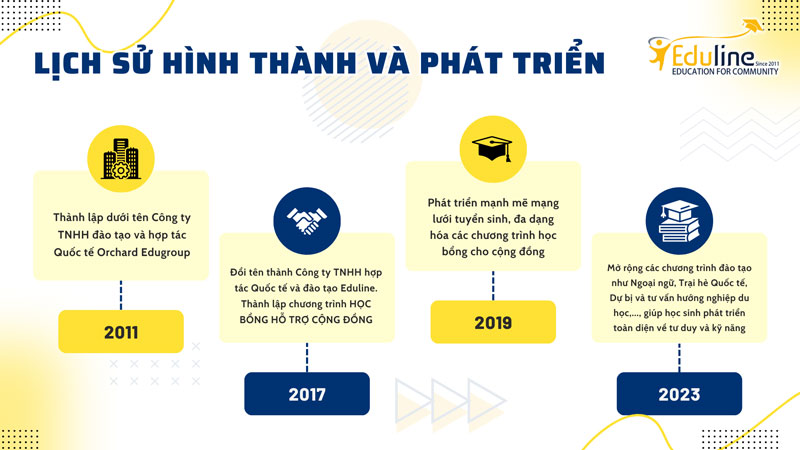 LỊCH SỬ HÌNH THÀNH VÀ PHÁT TRIỂN
Eduline
Since 2011
EDUCATION FOR COMMUNITY
Thành lập dưới tên Công ty
TNHH đào tạo và hợp tác
Quốc tế Orchard Edugroup
2011
Đổi tên thành Công ty TNHH hợp
tác Quốc tế và đào tạo Eduline.
Thành lập chương trình HỌC
BỔNG HỖ TRỢ CỘNG ĐỒNG
2017
Phát triển mạnh mẽ mạng
lưới tuyển sinh, đa dạng
hóa các chương trình học
bổng cho cộng đồng
2019
Mở rộng các chương trình đào tạo
như Ngoại ngữ, Trại hè Quốc tế,
Dự bị và tư vấn hướng nghiệp du
học,..., giúp học sinh phát triển
toàn diện về tư duy và kỹ năng
2023